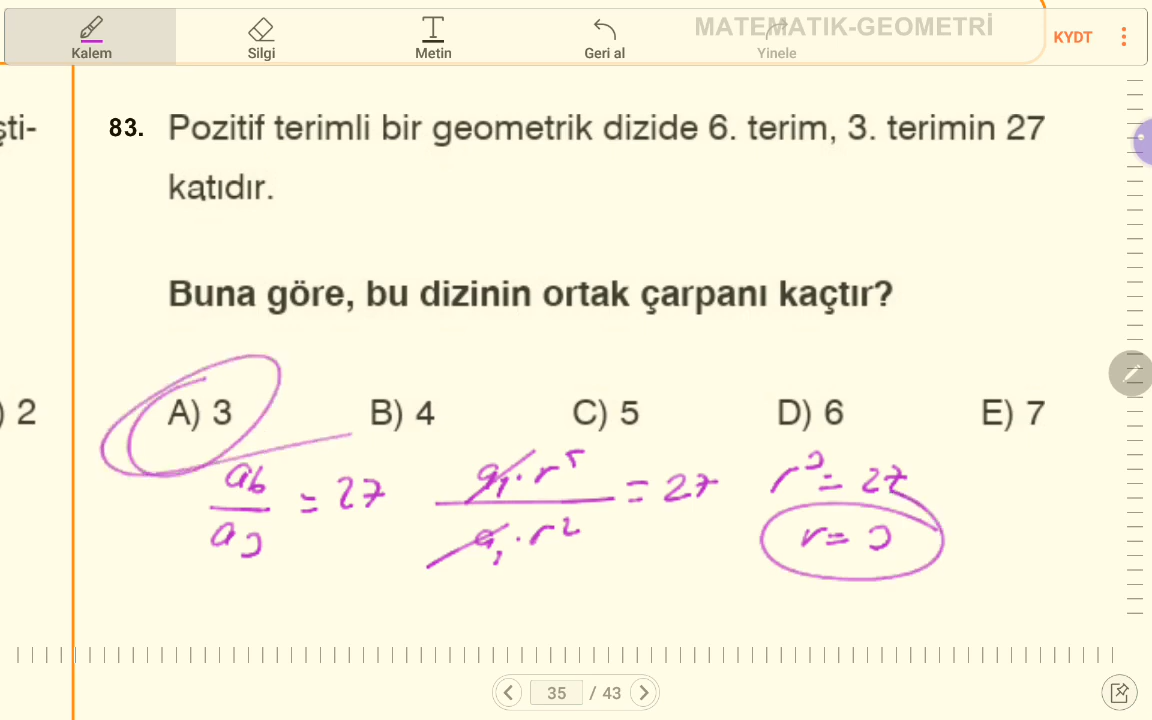 Kalem Silgi Metin Geri al Yinele MATEMATİK-GEOMETRİ KYDT
şti-
83. Pozitif terimli bir geometrik dizide 6. terim, 3. terimin 27
katıdır.
Buna göre, bu dizinin ortak çarpanı kaçtır?
) 2
A) 3 B) 4 C) 5 D) 6 E) 7
a6/a3 = 27 a1.r⁵/a1.r² = 27 r³ = 27
r = 3
35 / 43